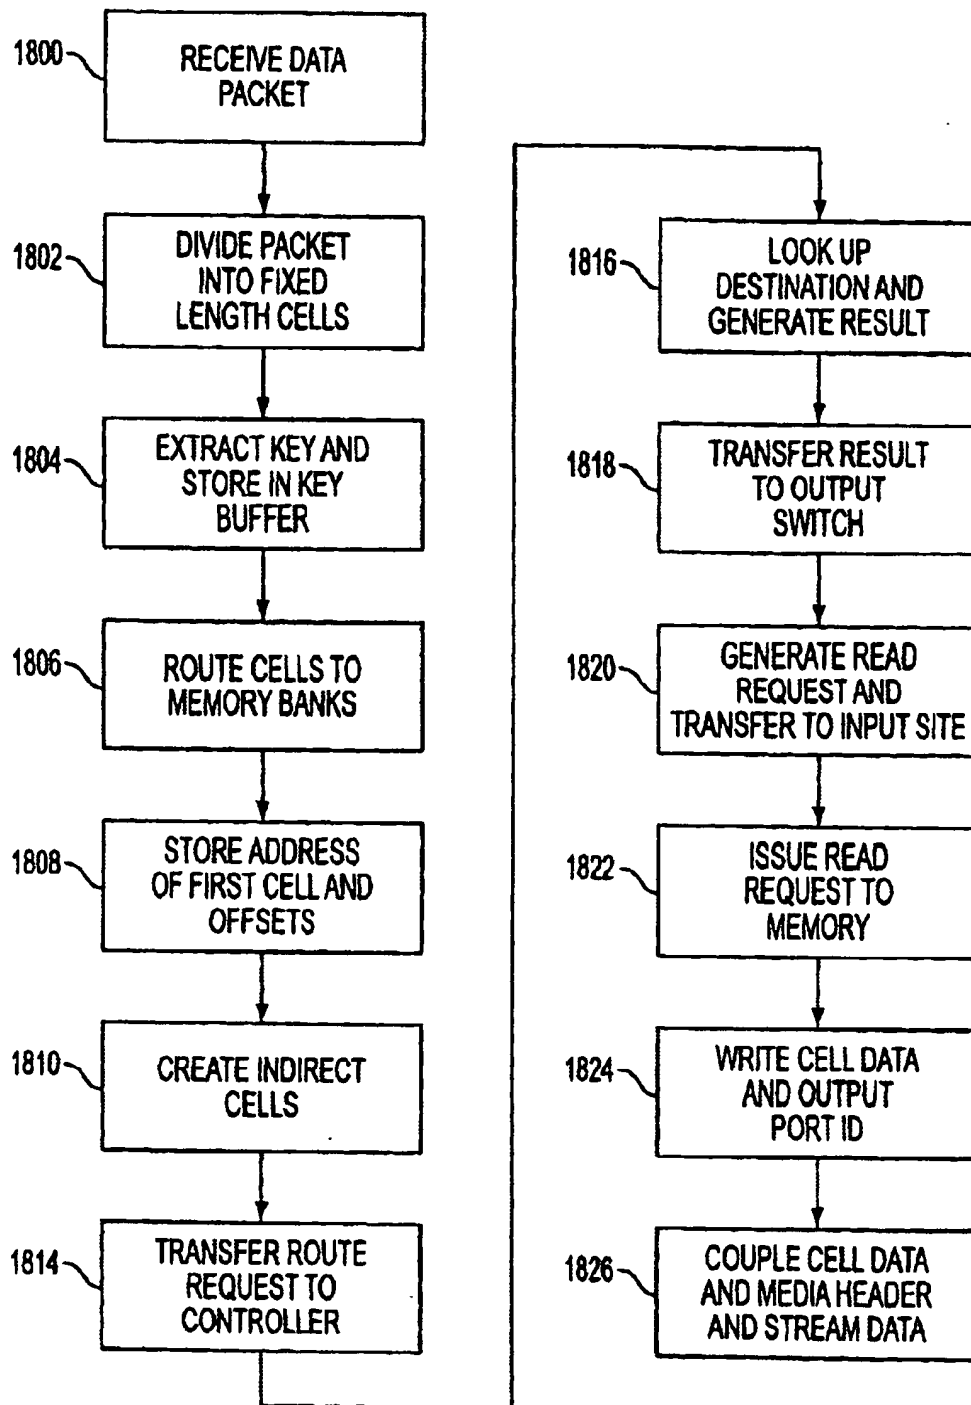 1800
RECEIVE DATA
PACKET
1802
DIVIDE PACKET
INTO FIXED
LENGTH CELLS
1804
EXTRACT KEY AND
STORE IN KEY
BUFFER
1806
ROUTE CELLS TO
MEMORY BANKS
1808
STORE ADDRESS
OF FIRST CELL AND
OFFSETS
1810
CREATE INDIRECT
CELLS
1814
TRANSFER ROUTE
REQUEST TO
CONTROLLER
1816
LOOK UP
DESTINATION AND
GENERATE RESULT
1818
TRANSFER RESULT
TO OUTPUT
SWITCH
1820
GENERATE READ
REQUEST AND
TRANSFER TO INPUT SITE
1822
ISSUE READ
REQUEST TO
MEMORY
1824
WRITE CELL DATA
AND OUTPUT
PORT ID
1826
COUPLE CELL DATA
AND MEDIA HEADER
AND STREAM DATA